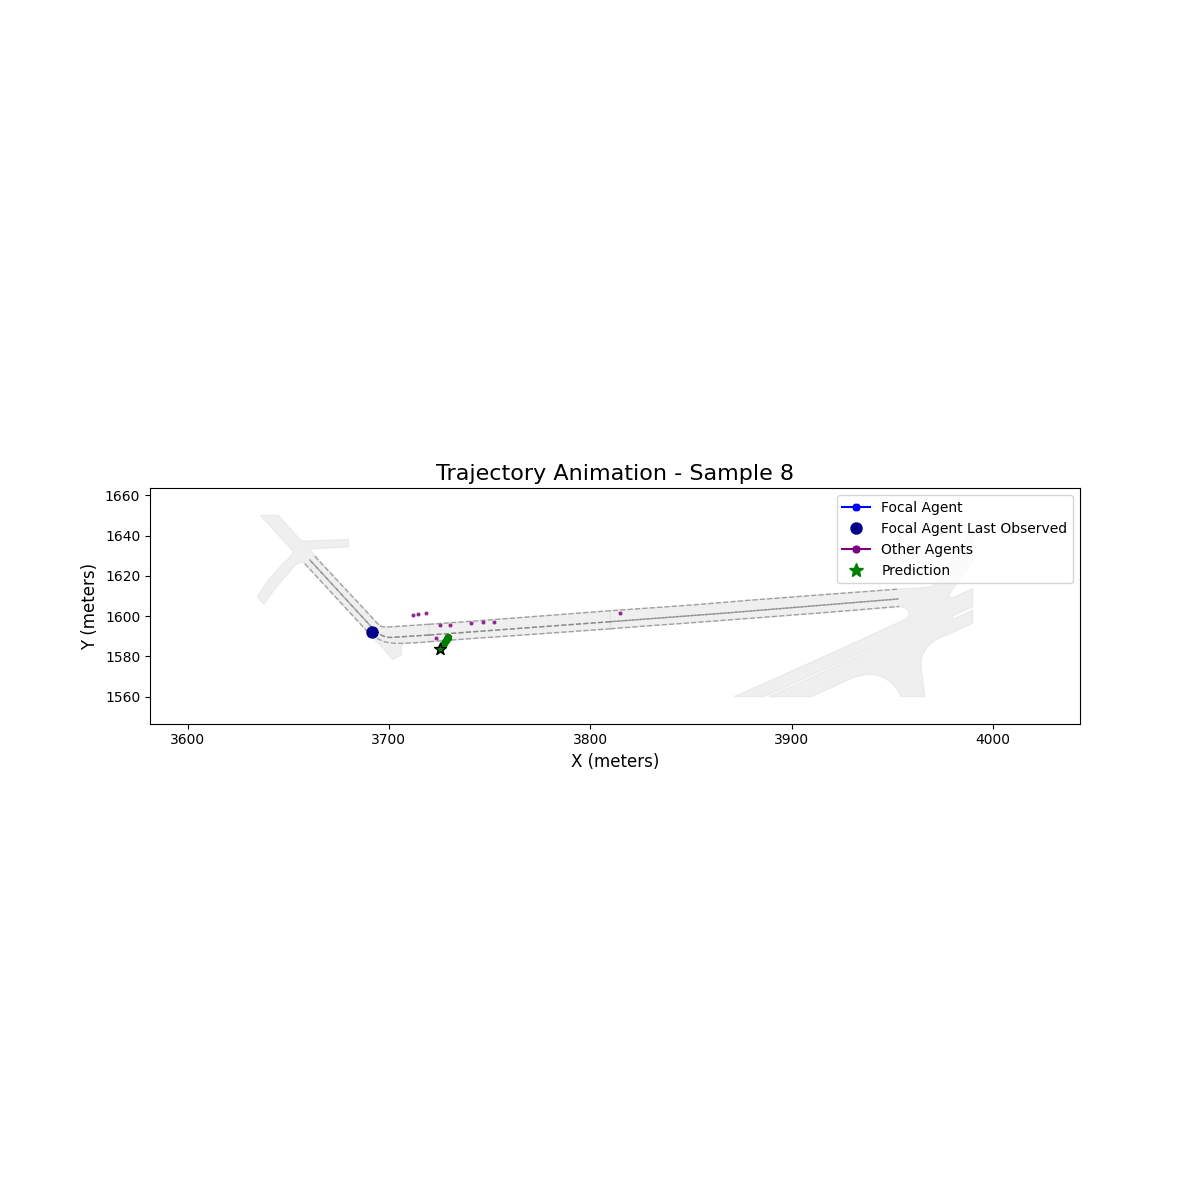 Trajectory Animation - Sample 8
Focal Agent
Focal Agent Last Observed
Other Agents
Prediction
1660
1640
1620
1600
1580
1560
Y (meters)
3600
3700
3800
3900
4000
X (meters)